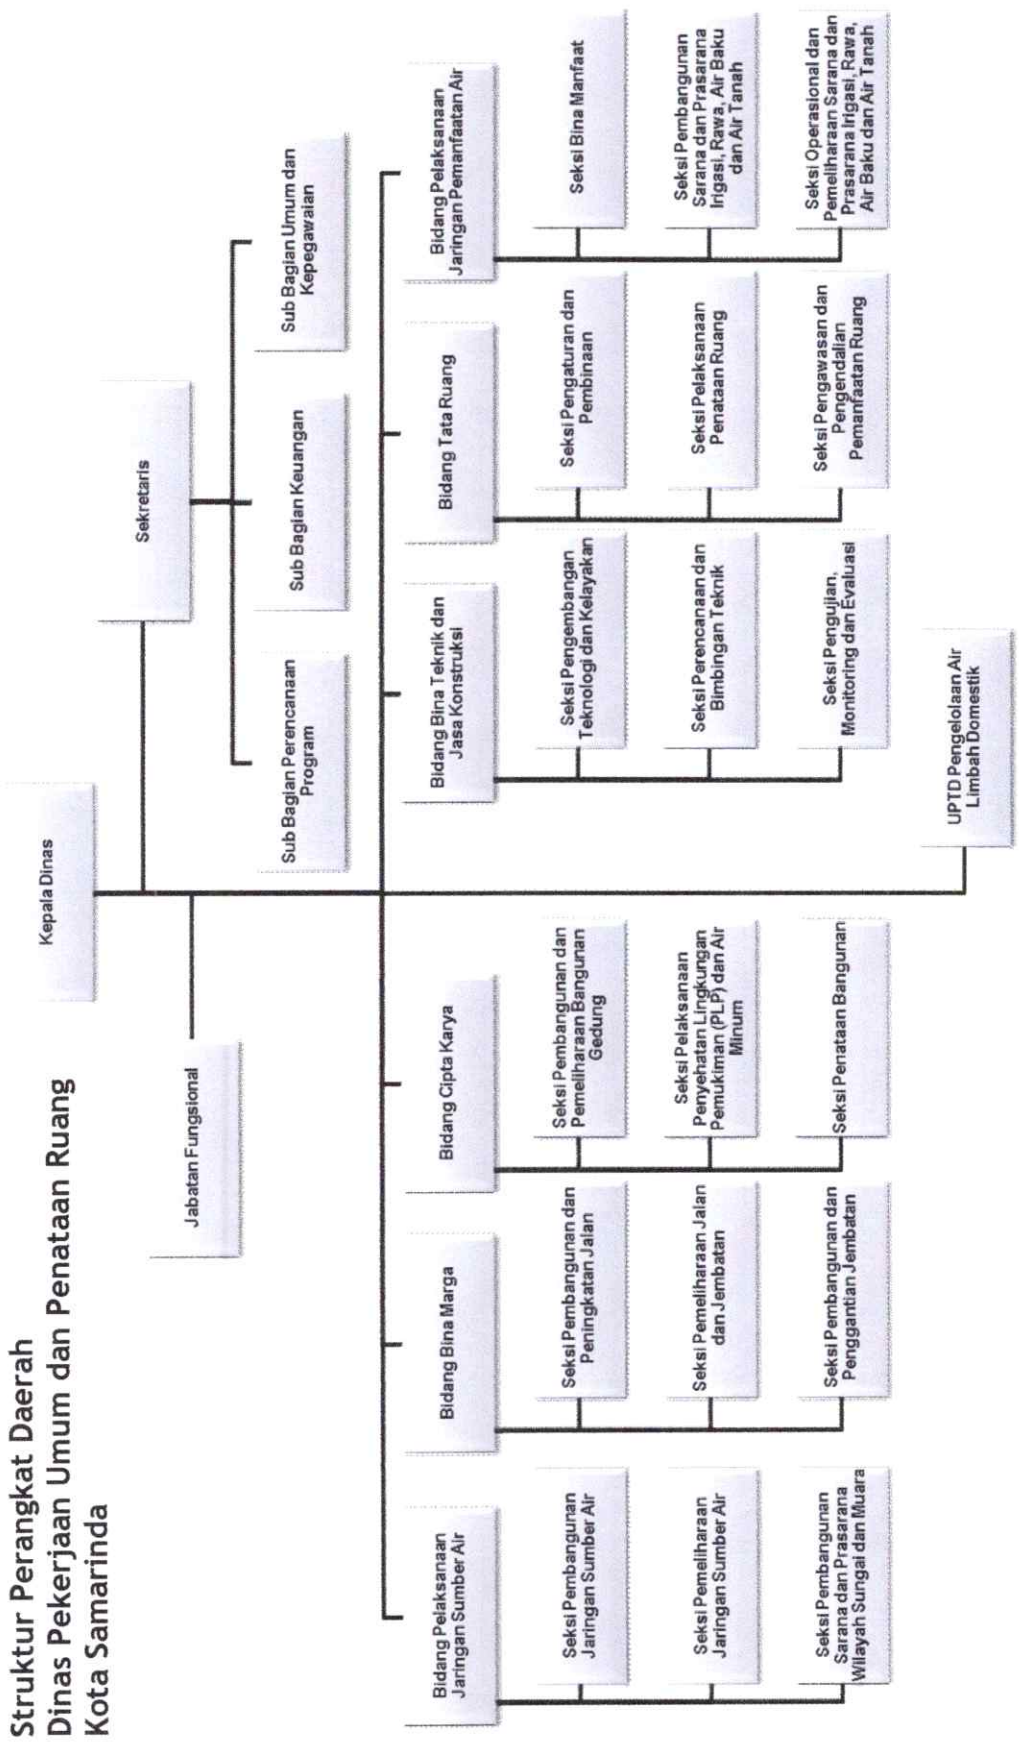 Struktur Perangkat Daerah
Dinas Pekerjaan Umum dan Penataan Ruang
Kota Samarinda
Kepala Dinas
Jabatan Fungsional
Sekretaris
Sub Bagian Perencanaan
Program
Sub Bagian Keuangan
Sub Bagian Umum dan
Kepegawaian
Bidang Pelaksanaan
Jaringan Sumber Air
Seksi Pembangunan
Jaringan Sumber Air
Seksi Pemeliharaan
Jaringan Sumber Air
Seksi Pembangunan
Sarana dan Prasarana
Wilayah Sungai dan Muara
Bidang Bina Marga
Seksi Pembangunan dan
Peningkatan Jalan
Seksi Pemeliharaan Jalan
dan Jembatan
Seksi Pembangunan dan
Penggantian Jembatan
Bidang Cipta Karya
Seksi Pembangunan dan
Pemeliharaan Bangunan
Gedung
Seksi Pelaksanaan
Penyehatan Lingkungan
Pemukiman (PLP) dan Air
Minum
Seksi Penataan Bangunan
Bidang Bina Teknik dan
Jasa Konstruksi
Seksi Pengembangan
Teknologi dan Kelayakan
Seksi Perencanaan dan
Bimbingan Teknik
Seksi Pengujian,
Monitoring dan Evaluasi
Bidang Tata Ruang
Seksi Pengaturan dan
Pembinaan
Seksi Pelaksanaan
Penataan Ruang
Seksi Pengawasan dan
Pengendalian
Pemanfaatan Ruang
Bidang Pelaksanaan
Jaringan Pemanfaatan Air
Seksi Bina Manfaat
Seksi Pembangunan
Sarana dan Prasarana
Irigasi, Rawa, Air Baku
dan Air Tanah
Seksi Operasional dan
Pemeliharaan Sarana dan
Prasarana Irigasi, Rawa,
Air Baku dan Air Tanah
UPTD Pengelolaan Air
Limbah Domestik